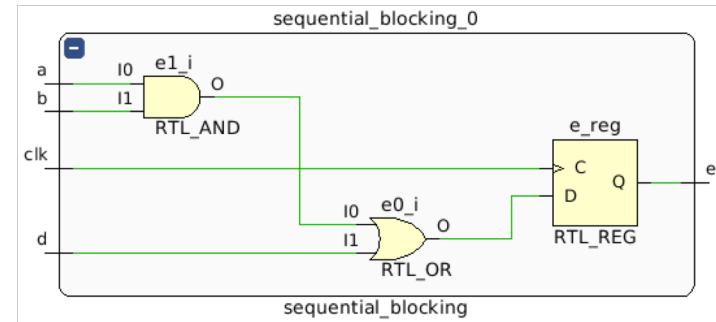 sequential_blocking_0
e1_i
a
I0
O
b
I1
RTL_AND
e_reg
clk
C
Q
e
D
e0_i
I0
O
I1
d
RTL_OR
RTL_REG
sequential_blocking